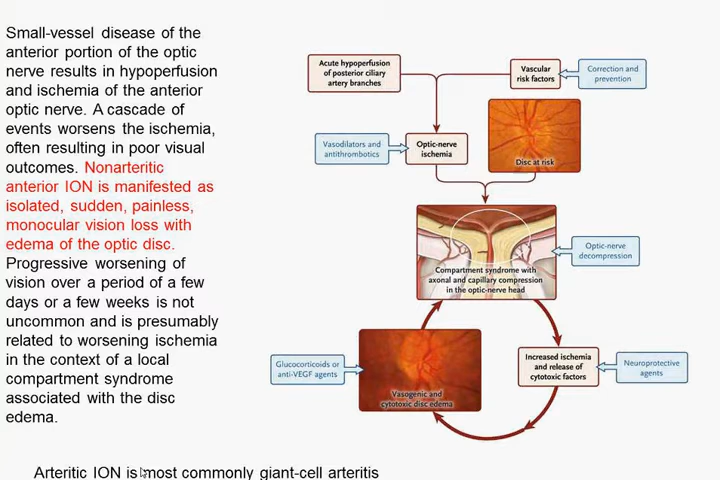 Small-vessel disease of the
anterior portion of the optic
nerve results in hypoperfusion
and ischemia of the anterior
optic nerve. A cascade of
events worsens the ischemia,
often resulting in poor visual
outcomes. Nonarteritic
anterior ION is manifested as
isolated, sudden, painless,
monocular vision loss with
edema of the optic disc.
Progressive worsening of
vision over a period of a few
days or a few weeks is not
uncommon and is presumably
related to worsening ischemia
in the context of a local
compartment syndrome
associated with the disc
edema.
Acute hypoperfusion
of posterior ciliary
artery branches
Vascular
risk factors
Correction and
prevention
Vasodilators and
antithrombotics
Optic-nerve
ischemia
Disc at risk
Compartment syndrome with
axonal and capillary compression
in the optic-nerve head
Optic-nerve
decompression
Glucocorticoids or
anti-VEGF agents
Vasogenic and
cytotoxic disc edema
Increased ischemia
and release of
cytotoxic factors
Neuroprotective
agents
Arteritic ION is most commonly giant-cell arteritis